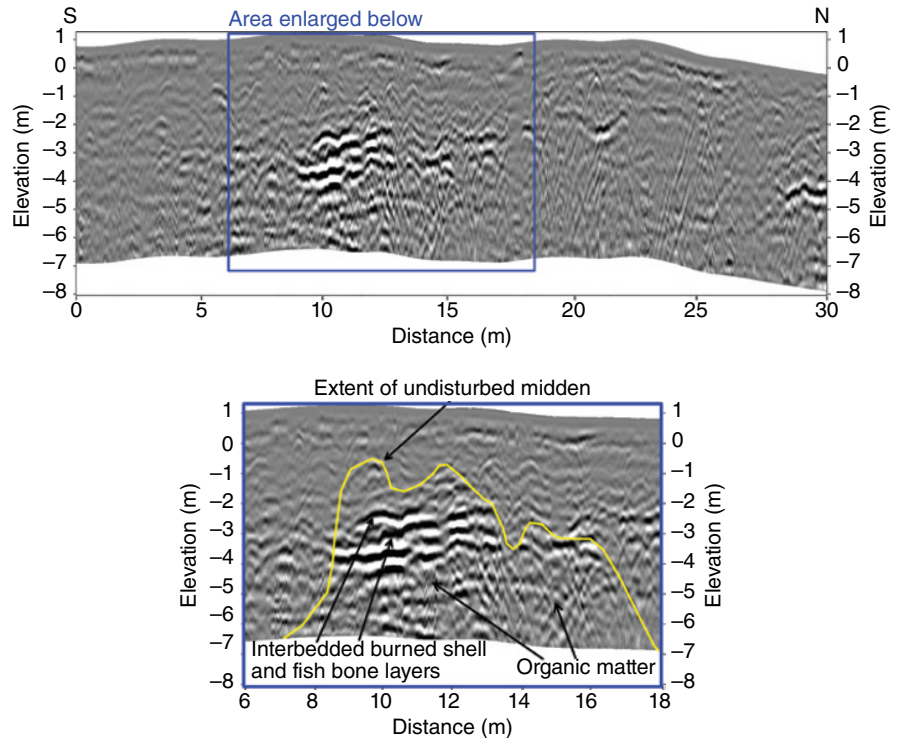 S
Area enlarged below
N
1
0
−1
−2
−3
−4
−5
−6
−7
−8
Elevation (m)
1
0
−1
−2
−3
−4
−5
−6
−7
−8
Elevation (m)
0 5 10 15 20 25 30
Distance (m)
Extent of undisturbed midden
1
0
−1
−2
−3
−4
−5
−6
−7
−8
Elevation (m)
1
0
−1
−2
−3
−4
−5
−6
−7
−8
Elevation (m)
Interbedded burned shell
and fish bone layers
Organic matter
6 8 10 12 14 16 18
Distance (m)